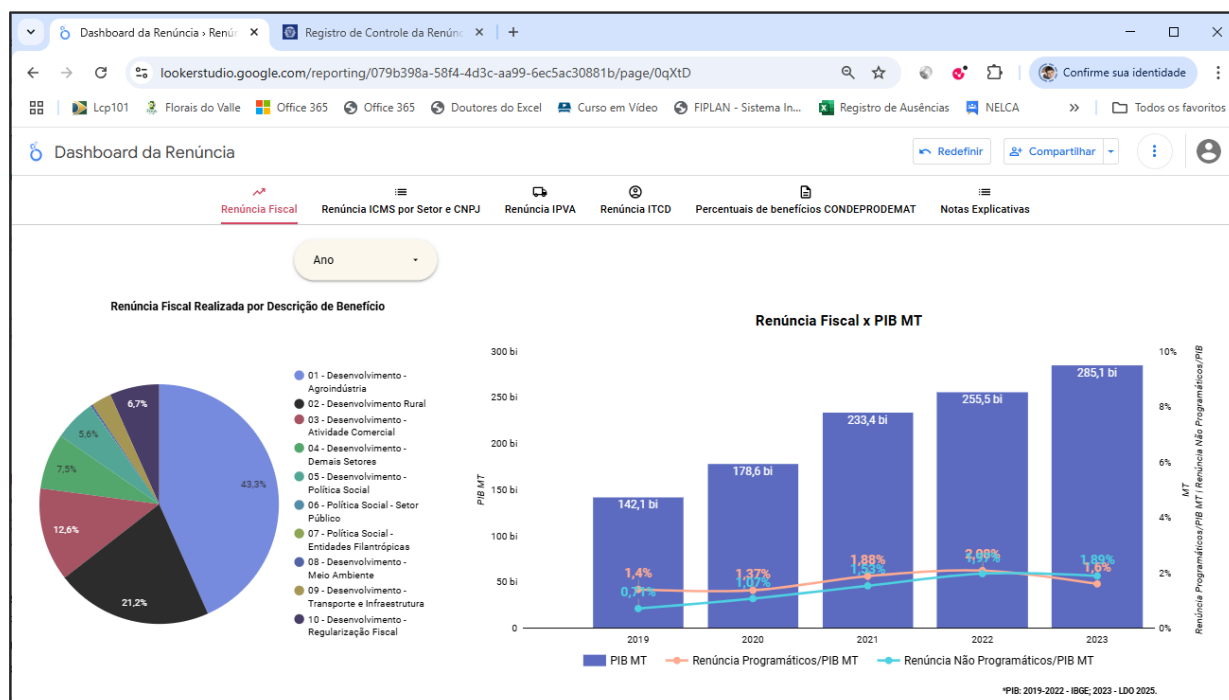 Dashboard da Renúncia › Renún
Registro de Controle da Renúnc
lookerstudio.google.com/reporting/079b398a-58f4-4d3c-aa99-6ec5ac30881b/page/0qXtD
Confirme sua identidade
Lcp101
Florais do Valle
Office 365
Office 365
Doutores do Excel
Curso em Vídeo
FIPLAN - Sistema In...
Registro de Ausências
NELCA
»
Todos os favoritos
Dashboard da Renúncia
Redefinir
Compartilhar
Renúncia Fiscal
Renúncia ICMS por Setor e CNPJ
Renúncia IPVA
Renúncia ITCD
Percentuais de benefícios CONDEPRODEMAT
Notas Explicativas
Ano
Renúncia Fiscal Realizada por Descrição de Benefício
43,3%
21,2%
12,6%
7,5%
5,6%
6,7%
01 - Desenvolvimento -
Agroindústria
02 - Desenvolvimento Rural
03 - Desenvolvimento -
Atividade Comercial
04 - Desenvolvimento -
Demais Setores
05 - Desenvolvimento -
Política Social
06 - Política Social - Setor
Público
07 - Política Social -
Entidades Filantrópicas
08 - Desenvolvimento -
Meio Ambiente
09 - Desenvolvimento -
Transporte e Infraestrutura
10 - Desenvolvimento -
Regularização Fiscal
Renúncia Fiscal x PIB MT
PIB MT
300 bi
250 bi
200 bi
150 bi
100 bi
50 bi
0
142,1 bi
178,6 bi
233,4 bi
255,5 bi
285,1 bi
1,4%
1,37%
1,88%
2,08%
1,6%
0,71%
1,07%
1,53%
1,97%
1,89%
10%
8%
6%
4%
2%
0%
Renúncia Programáticos/PIB MT | Renúncia Não Programáticos/PIB
MT
2019
2020
2021
2022
2023
PIB MT
Renúncia Programáticos/PIB MT
Renúncia Não Programáticos/PIB MT
*PIB: 2019-2022 - IBGE; 2023 - LDO 2025.